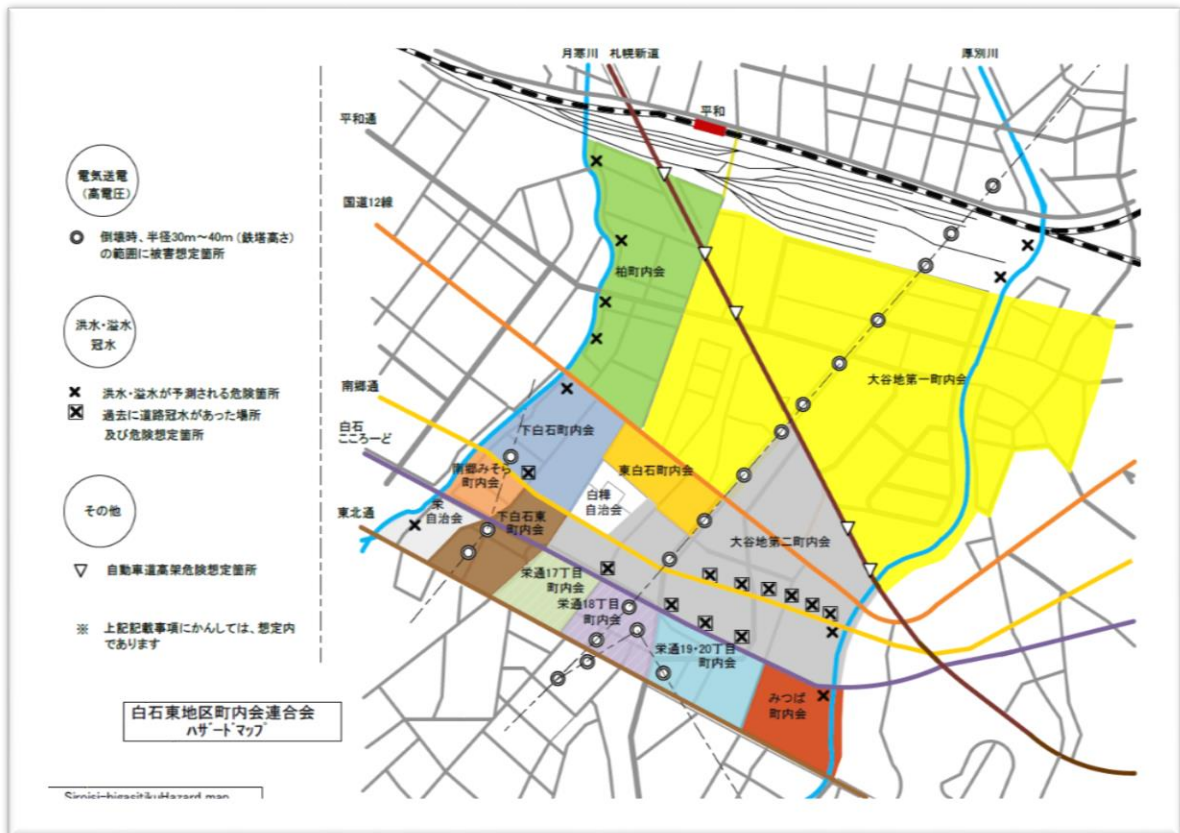 月寒川 札幌新道
厚別川
平和
平和通
国道12線
南郷通
白石
こころーど
東北通
電気送電
(高電圧)
倒壊時、半径30m～40m(鉄塔高さ)
の範囲に被害想定箇所
洪水・溢水
冠水
洪水・溢水が予測される危険箇所
過去に道路冠水があった場所
及び危険想定箇所
その他
自動車道高架危険想定箇所
※ 上記記載事項にかんしては、想定内
であります
白石東地区町内会連合会
ﾊｻﾞｰﾄﾞﾏｯﾌﾟ
柏町内会
大谷地第一町内会
下白石町内会
東白石町内会
南郷みそら
町内会
白樺
自治会
栄
自治会
下白石東
町内会
大谷地第二町内会
栄通17丁目
町内会
栄通18丁目
町内会
栄通19・20丁目
町内会
みつば
町内会
Siroisi-higasitikuHazard map